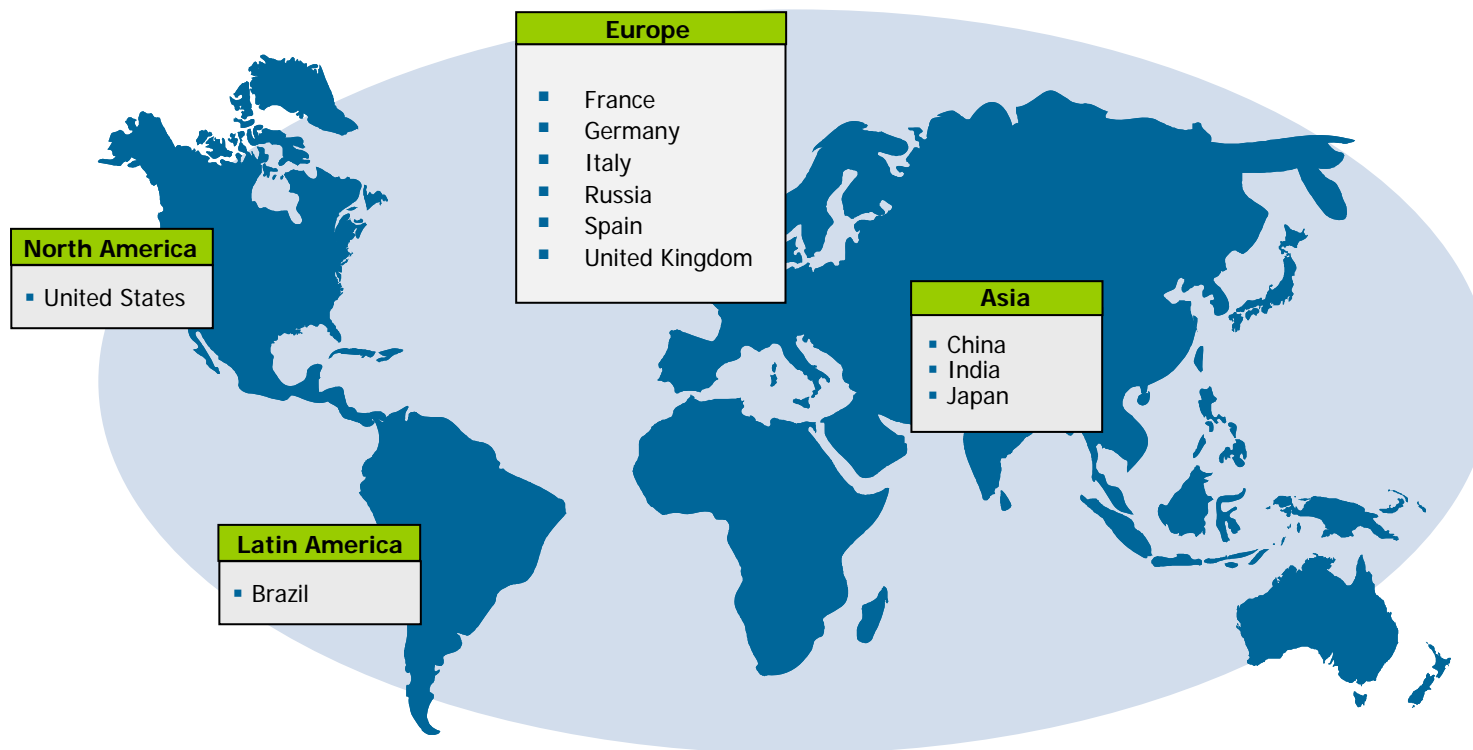 Europe
▪ France
▪ Germany
▪ Italy
▪ Russia
▪ Spain
▪ United Kingdom
North America
▪ United States
Asia
▪ China
▪ India
▪ Japan
Latin America
▪ Brazil